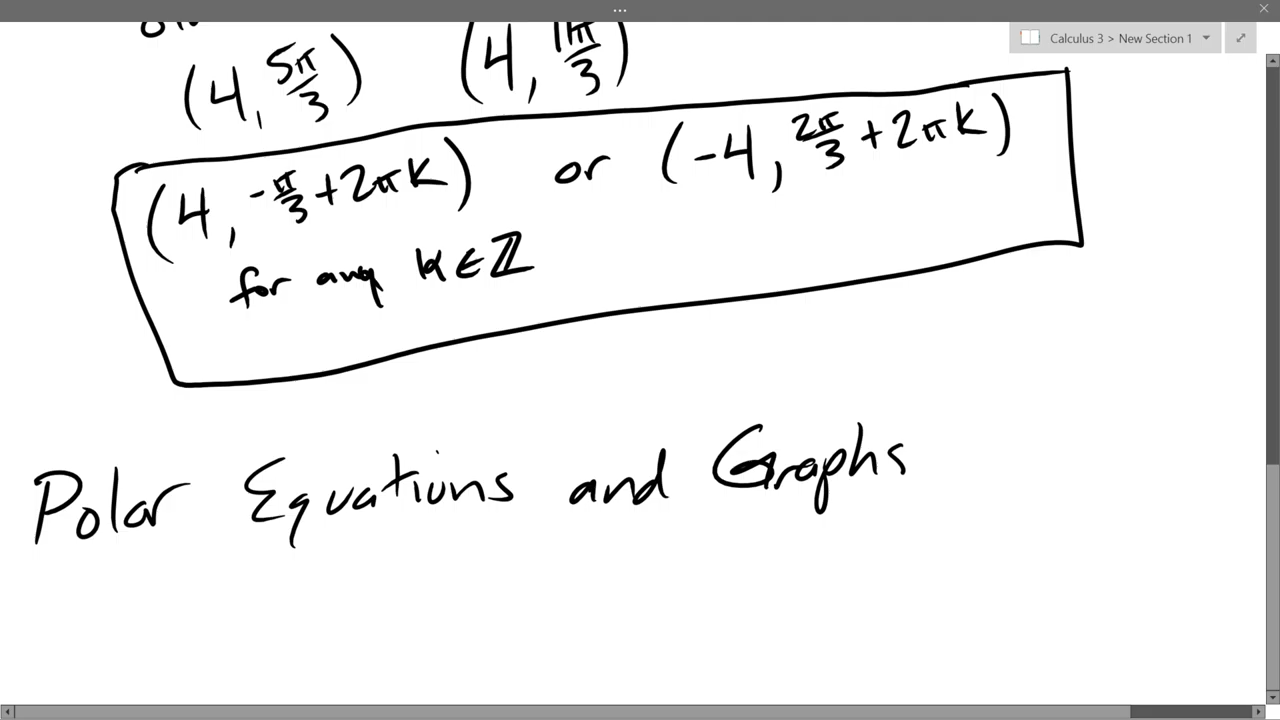 Calculus 3 > New Section 1
(4, 5π/3) (4, 11π/3)
(4, -π/3 + 2πk) or (-4, 2π/3 + 2πk)
for any k ∈ ℤ
Polar Equations and Graphs